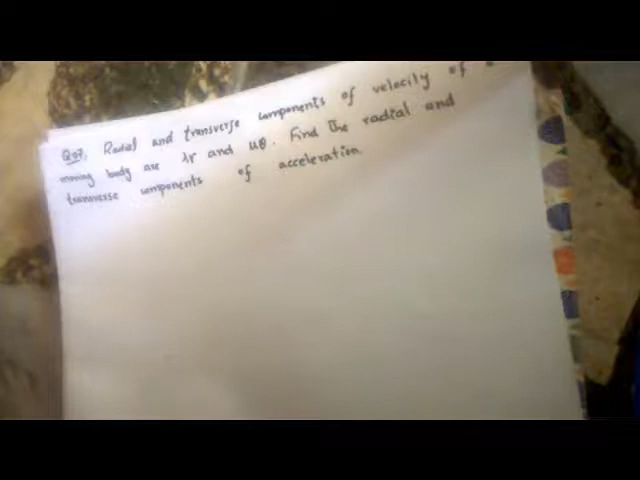 Q07. Radial and transverse components of velocity of a
moving body are λr and μθ. Find the radial and
transverse components of acceleration.